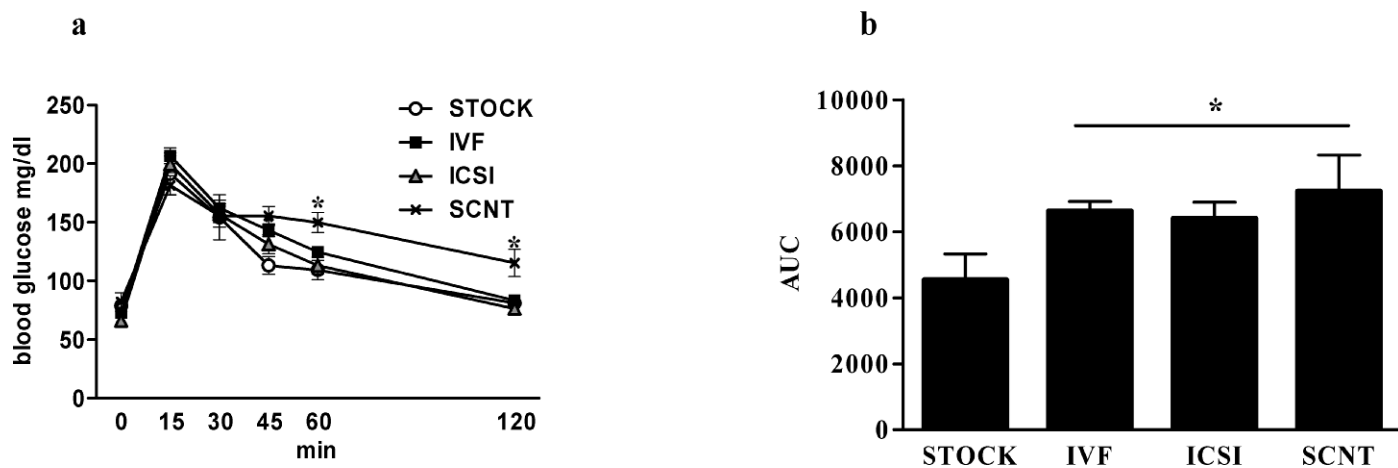 a
b
250
200
150
100
50
0
blood glucose mg/dl
STOCK
IVF
ICSI
SCNT
*
*
0 15 30 45 60 120
min
10000
8000
6000
4000
2000
0
AUC
*
STOCK IVF ICSI SCNT